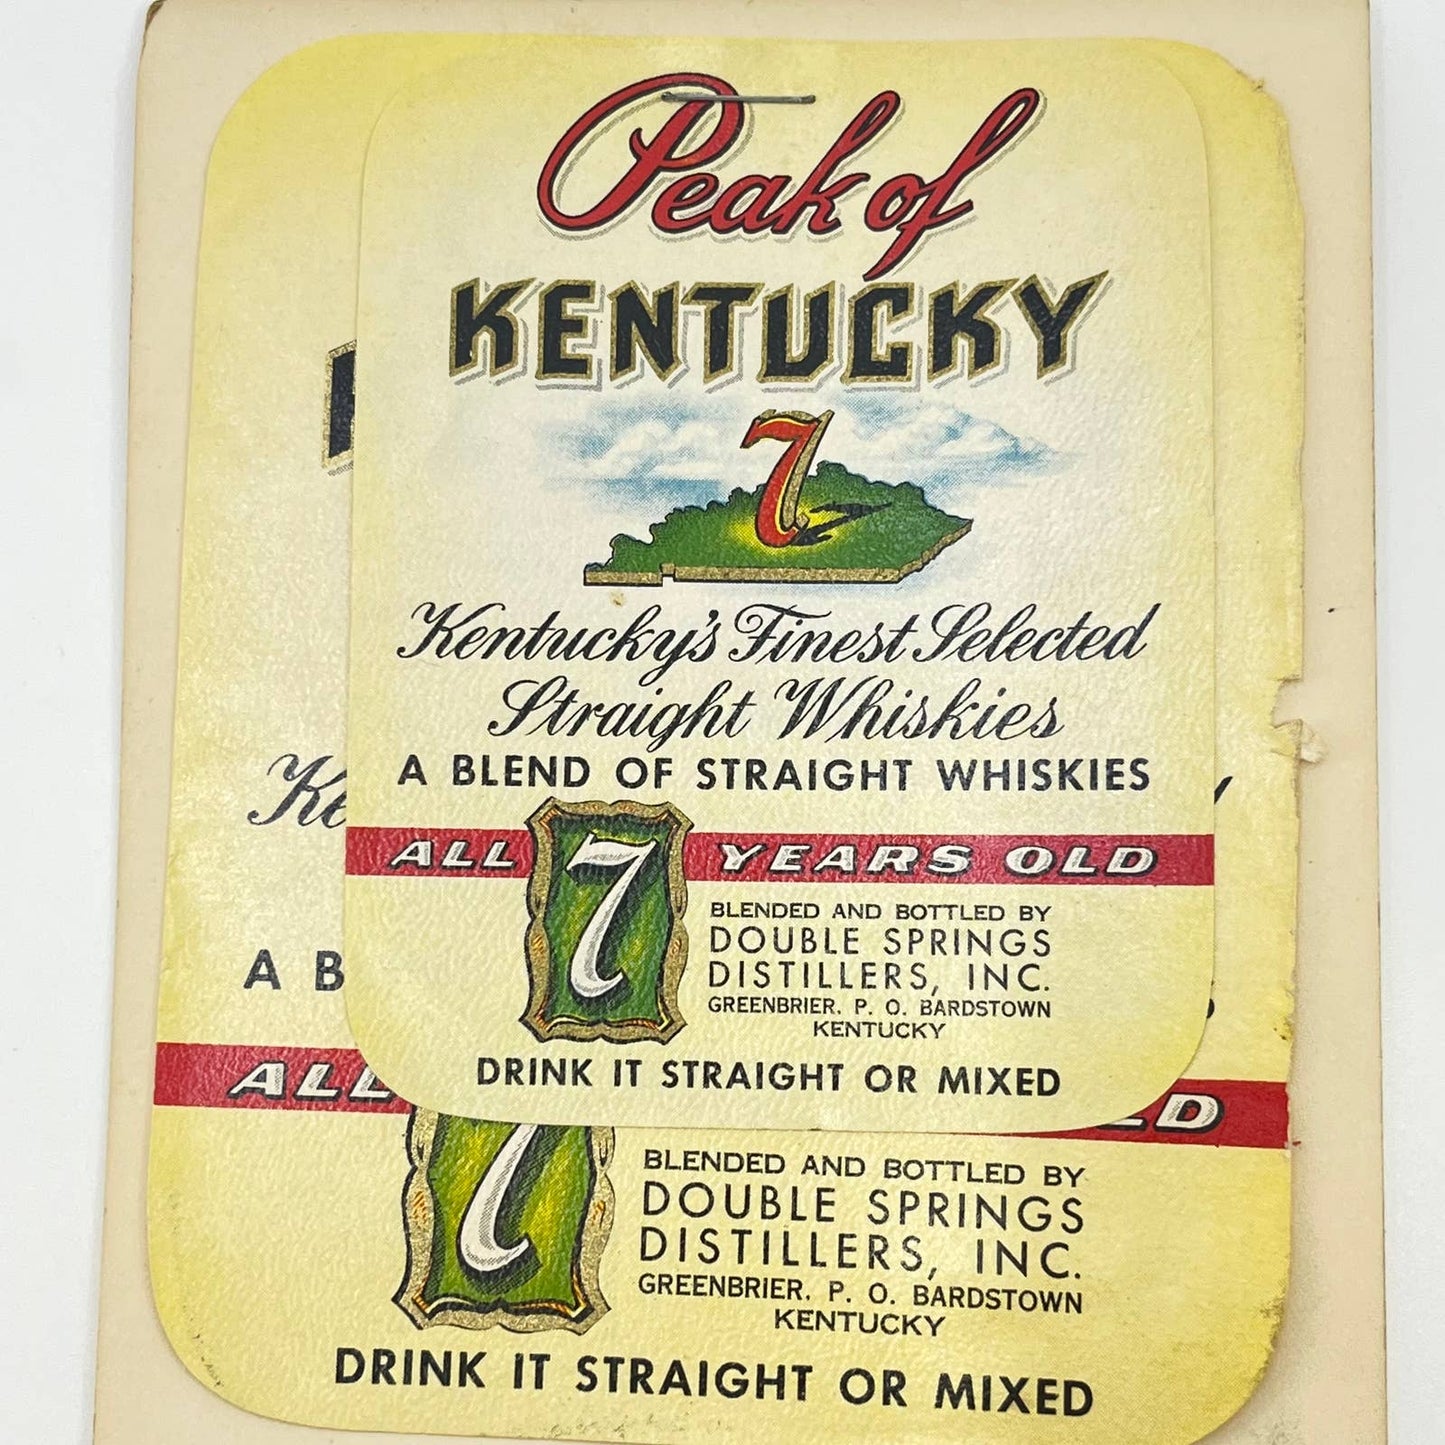 Peak of
KENTUCKY
7
Kentucky's Finest Selected
Straight Whiskies
A BLEND OF STRAIGHT WHISKIES
ALL 7 YEARS OLD
BLENDED AND BOTTLED BY
DOUBLE SPRINGS
DISTILLERS, INC.
GREENBRIER, P. O. BARDSTOWN
KENTUCKY
DRINK IT STRAIGHT OR MIXED
A B
ALL
7
BLENDED AND BOTTLED BY
DOUBLE SPRINGS
DISTILLERS, INC.
GREENBRIER, P. O. BARDSTOWN
KENTUCKY
DRINK IT STRAIGHT OR MIXED